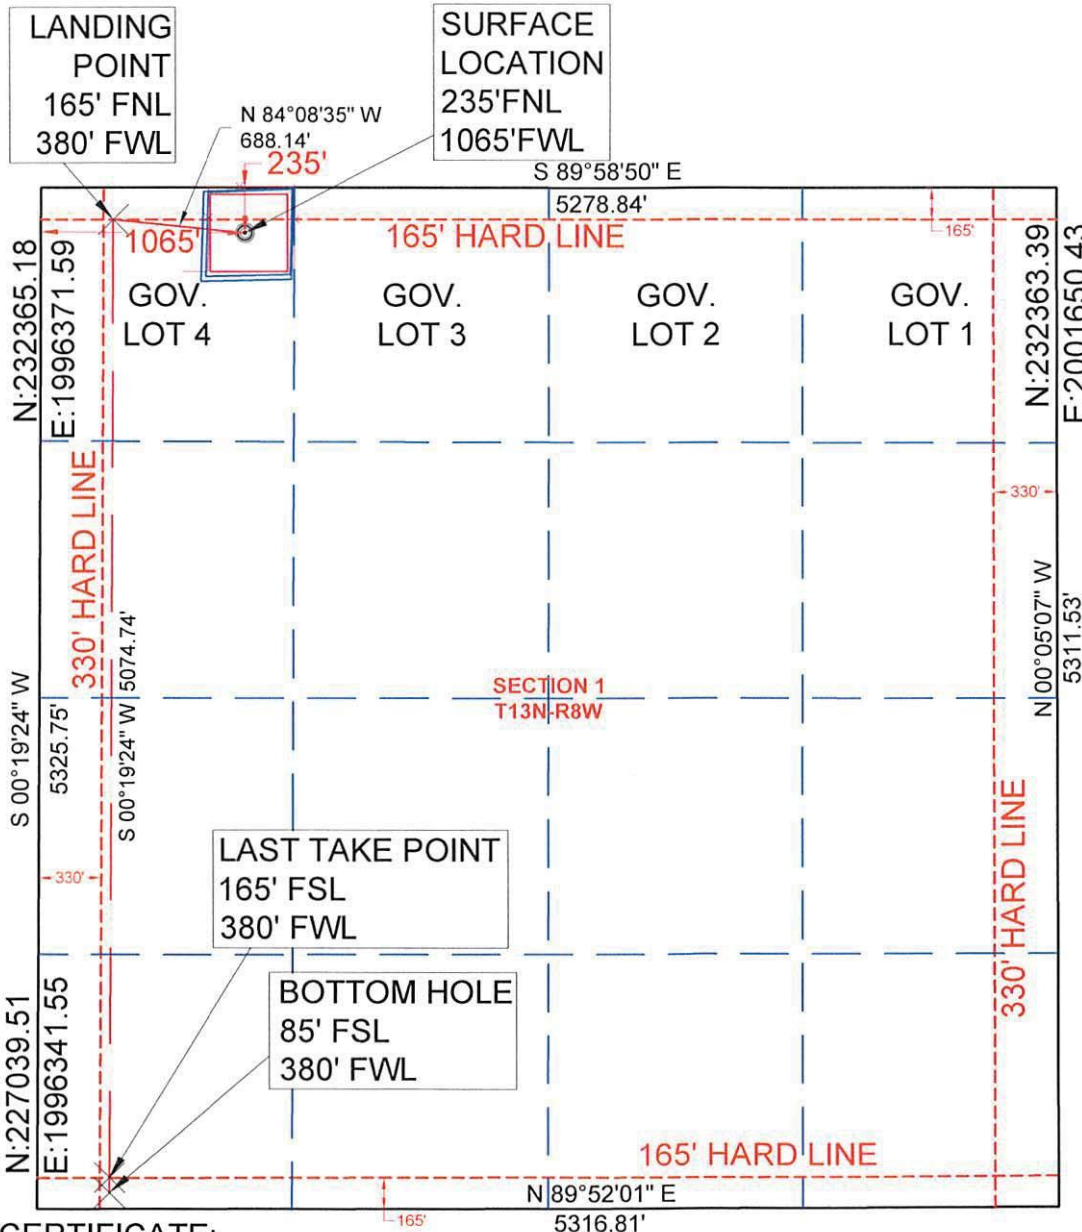 LANDING
POINT
165' FNL
380' FWL
SURFACE
LOCATION
235'FNL
1065'FWL
N 84°08'35" W
688.14'
235'
S 89°58'50" E
5278.84'
1065'
165' HARD LINE
165'
N:232365.18
E:1996371.59
N:232363.39
E:2001650.43
GOV.
LOT 4
GOV.
LOT 3
GOV.
LOT 2
GOV.
LOT 1
330' HARD LINE
330'
S 00°19'24" W
5325.75'
S 00°19'24" W 5074.74'
SECTION 1
T13N-R8W
N 00°05'07" W
5311.53'
330'
LAST TAKE POINT
165' FSL
380' FWL
330' HARD LINE
BOTTOM HOLE
85' FSL
380' FWL
N:227039.51
E:1996341.55
165' HARD LINE
N 89°52'01" E
5316.81'
165'
CERTIFICATE: